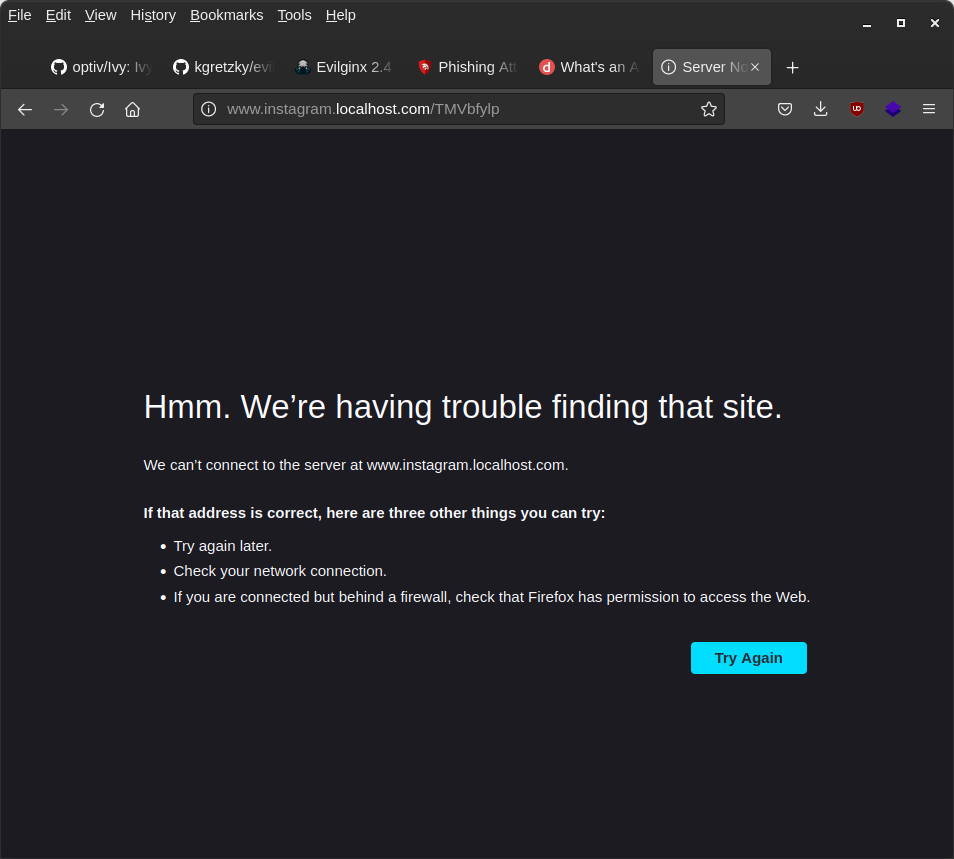 File Edit View History Bookmarks Tools Help
optiv/Ivy: Ivy kgretzky/evil Evilginx 2.4 Phishing Att What's an A Server No
www.instagram.localhost.com/TMVbfylp
Hmm. We’re having trouble finding that site.
We can’t connect to the server at www.instagram.localhost.com.
If that address is correct, here are three other things you can try:
Try again later.
Check your network connection.
If you are connected but behind a firewall, check that Firefox has permission to access the Web.
Try Again